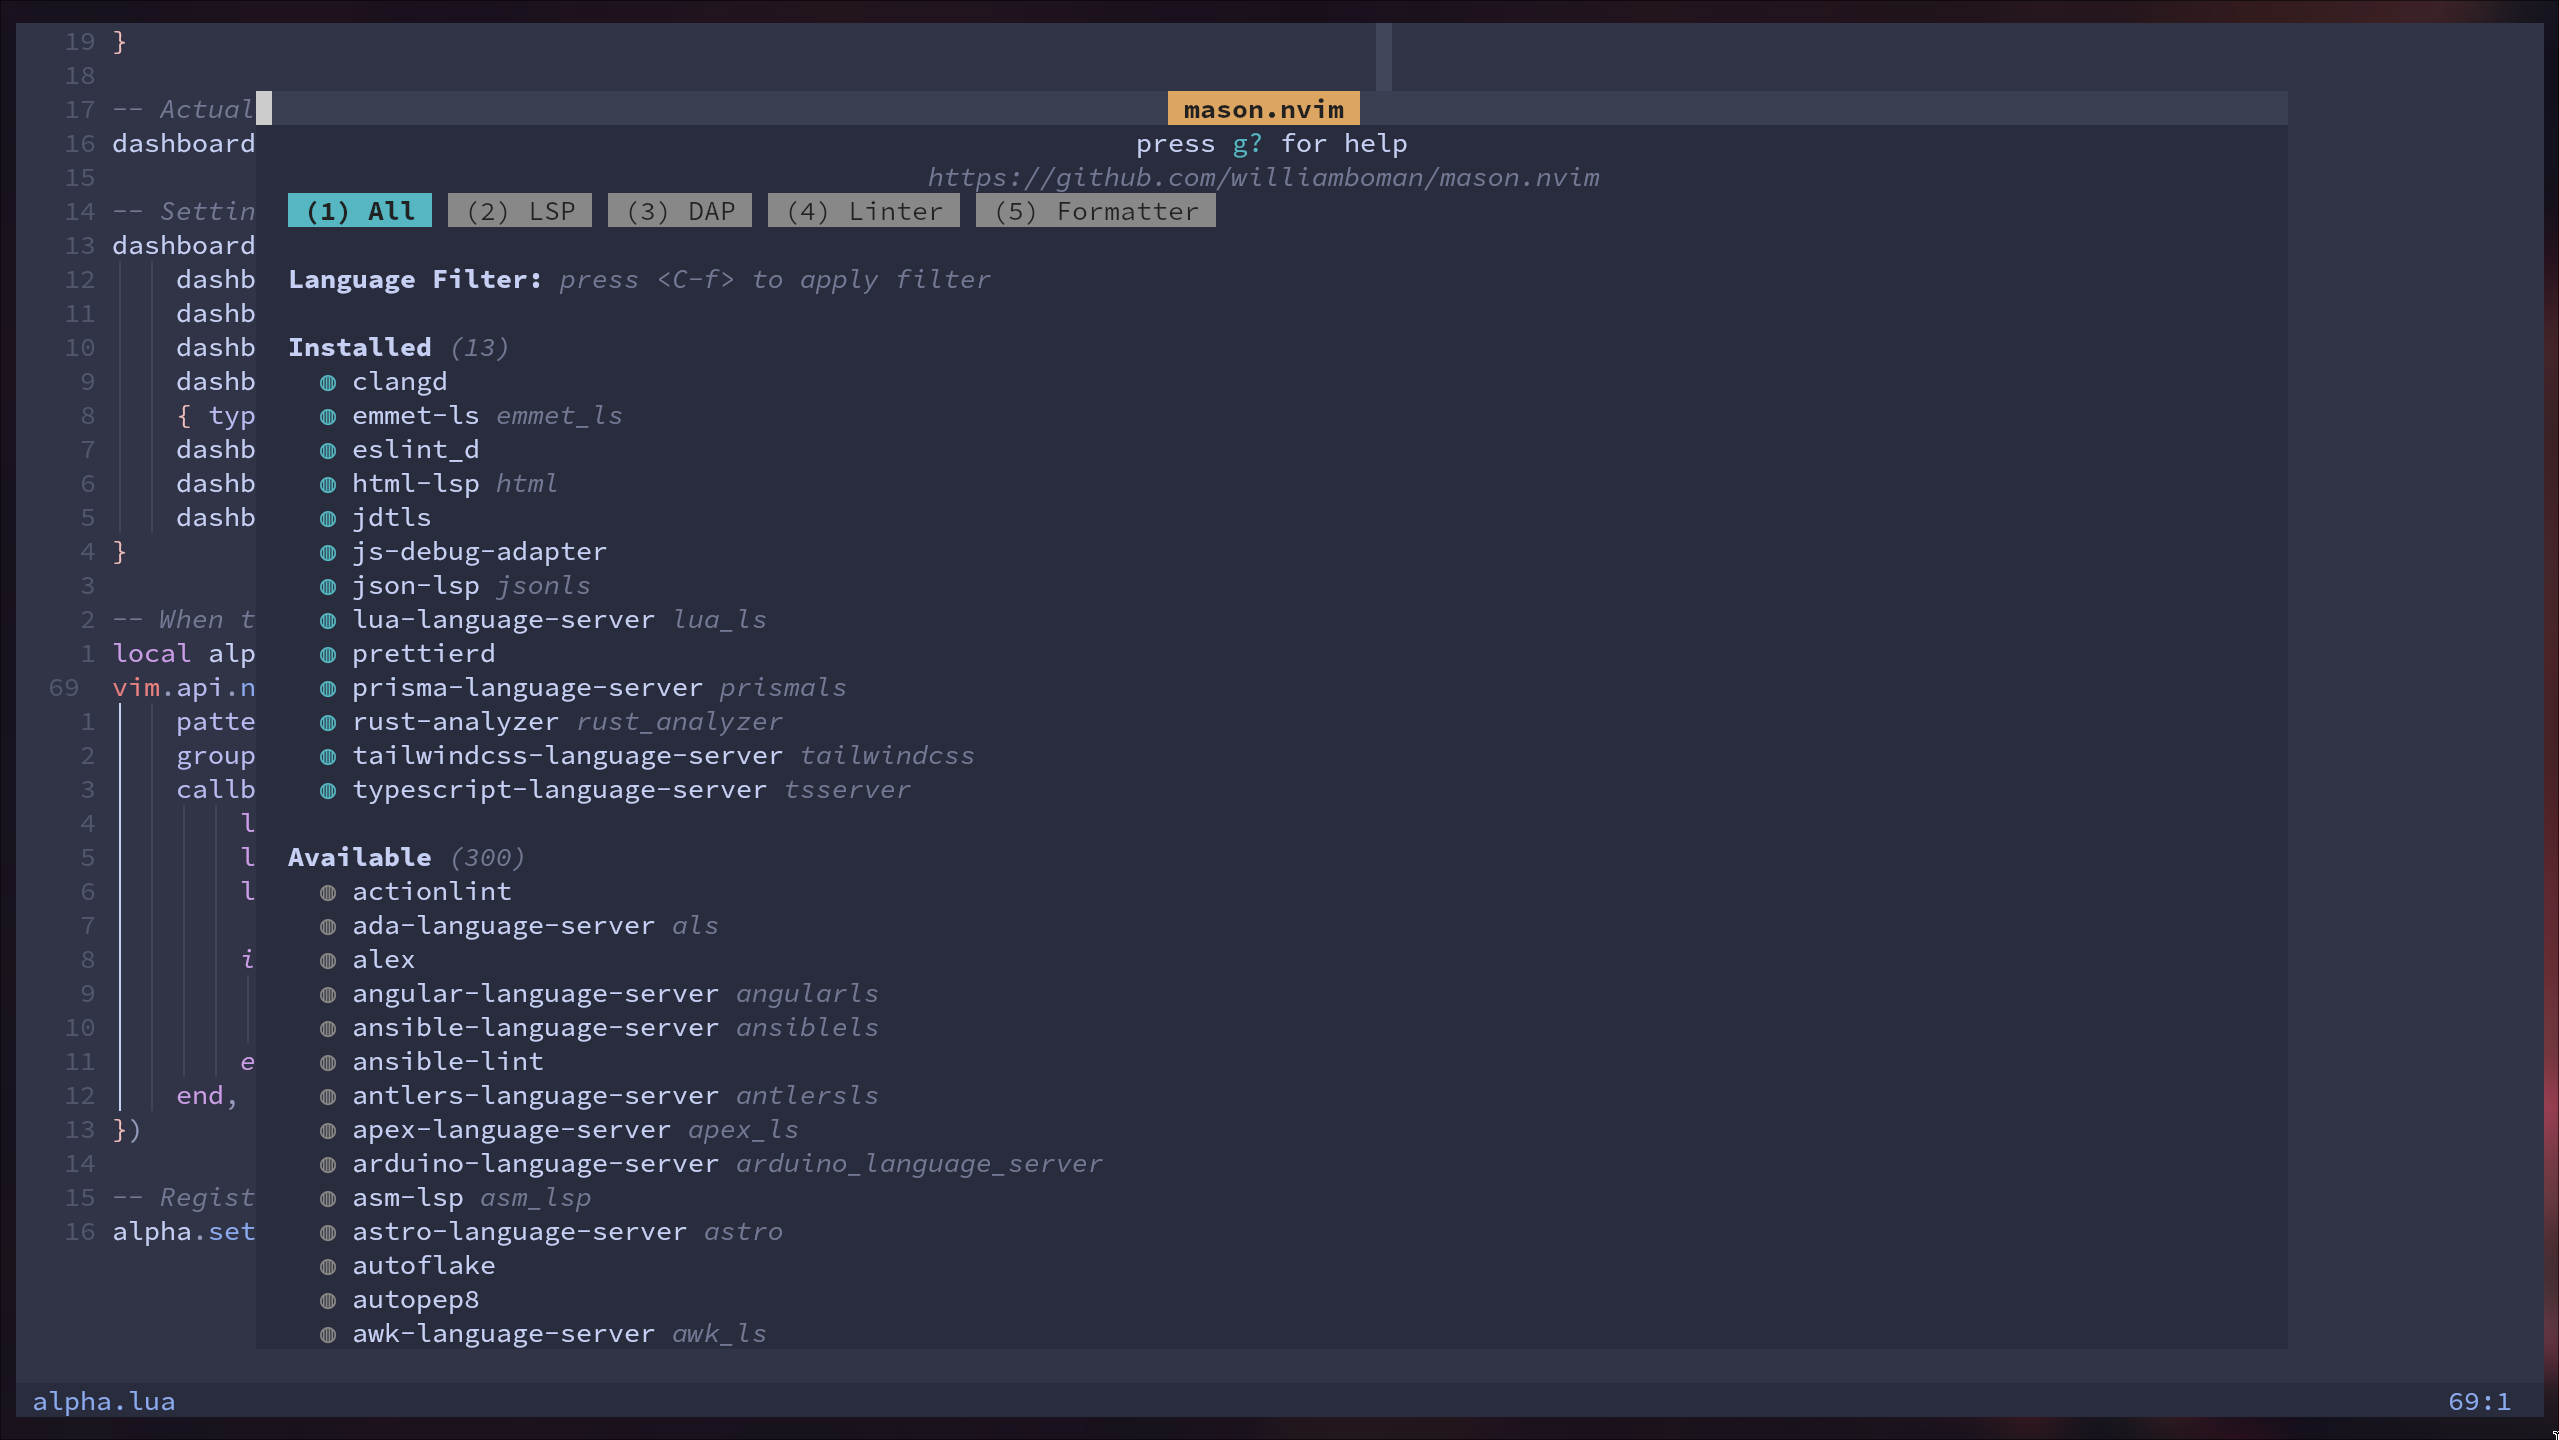 19 }
18
17 -- Actual mason.nvim
16 dashboard press g? for help
15 https://github.com/williamboman/mason.nvim
14 -- Settin (1) All (2) LSP (3) DAP (4) Linter (5) Formatter
13 dashboard
12 dashb Language Filter: press <C-f> to apply filter
11 dashb
10 dashb Installed (13)
9 dashb ◍ clangd
8 { typ ◍ emmet-ls emmet_ls
7 dashb ◍ eslint_d
6 dashb ◍ html-lsp html
5 dashb ◍ jdtls
4 } ◍ js-debug-adapter
3 ◍ json-lsp jsonls
2 -- When t ◍ lua-language-server lua_ls
1 local alp ◍ prettierd
69 vim.api.n ◍ prisma-language-server prismals
1 patte ◍ rust-analyzer rust_analyzer
2 group ◍ tailwindcss-language-server tailwindcss
3 callb ◍ typescript-language-server tsserver
4 l
5 l Available (300)
6 l ◍ actionlint
7 ◍ ada-language-server als
8 i ◍ alex
9 ◍ angular-language-server angularls
10 ◍ ansible-language-server ansiblels
11 e ◍ ansible-lint
12 end, ◍ antlers-language-server antlersls
13 }) ◍ apex-language-server apex_ls
14 ◍ arduino-language-server arduino_language_server
15 -- Regist ◍ asm-lsp asm_lsp
16 alpha.set ◍ astro-language-server astro
◍ autoflake
◍ autopep8
◍ awk-language-server awk_ls
alpha.lua 69:1